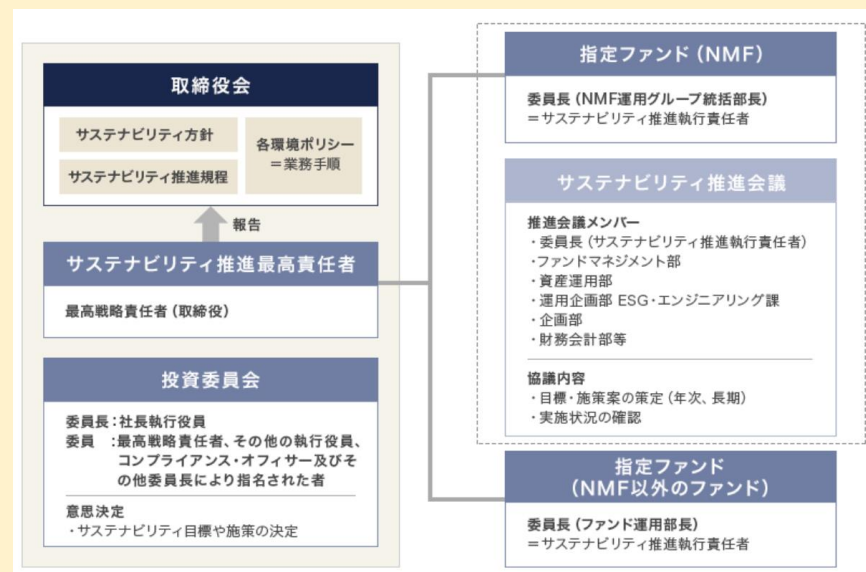 取締役会
サステナビリティ方針
サステナビリティ推進規程
各環境ポリシー
＝業務手順
報告
サステナビリティ推進最高責任者
最高戦略責任者（取締役）
投資委員会
委員長：社長執行役員
委員　：最高戦略責任者、その他の執行役員、
コンプライアンス・オフィサー及びそ
の他委員長により指名された者
意思決定
・サステナビリティ目標や施策の決定
指定ファンド（NMF）
委員長（NMF運用グループ統括部長）
＝サステナビリティ推進執行責任者
サステナビリティ推進会議
推進会議メンバー
・委員長（サステナビリティ推進執行責任者）
・ファンドマネジメント部
・資産運用部
・運用企画部 ESG・エンジニアリング課
・企画部
・財務会計部等
協議内容
・目標・施策案の策定（年次、長期）
・実施状況の確認
指定ファンド
（NMF以外のファンド）
委員長（ファンド運用部長）
＝サステナビリティ推進執行責任者